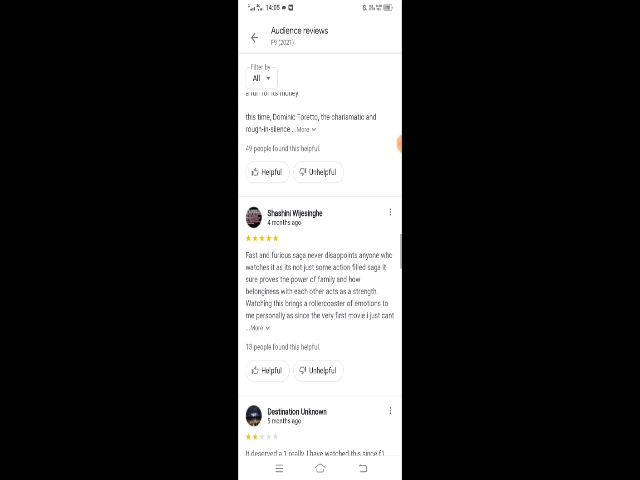 14:05
Audience reviews
F9 (2021)
Filter by
All
a run for its money.
this time, Dominic Toretto, the charismatic and
rough-in-silence ...More
49 people found this helpful.
Helpful Unhelpful
Shashini Wijesinghe
4 months ago
Fast and furious saga never disappoints anyone who
watches it as its not just some action filled saga it
sure proves the power of family and how
belonginess with each other acts as a strength.
Watching this brings a rollercoaster of emotions to
me personally as since the very first movie i just cant
...More
13 people found this helpful.
Helpful Unhelpful
Destination Unknown
5 months ago
It deserved a 1 really. I have watched this since f1